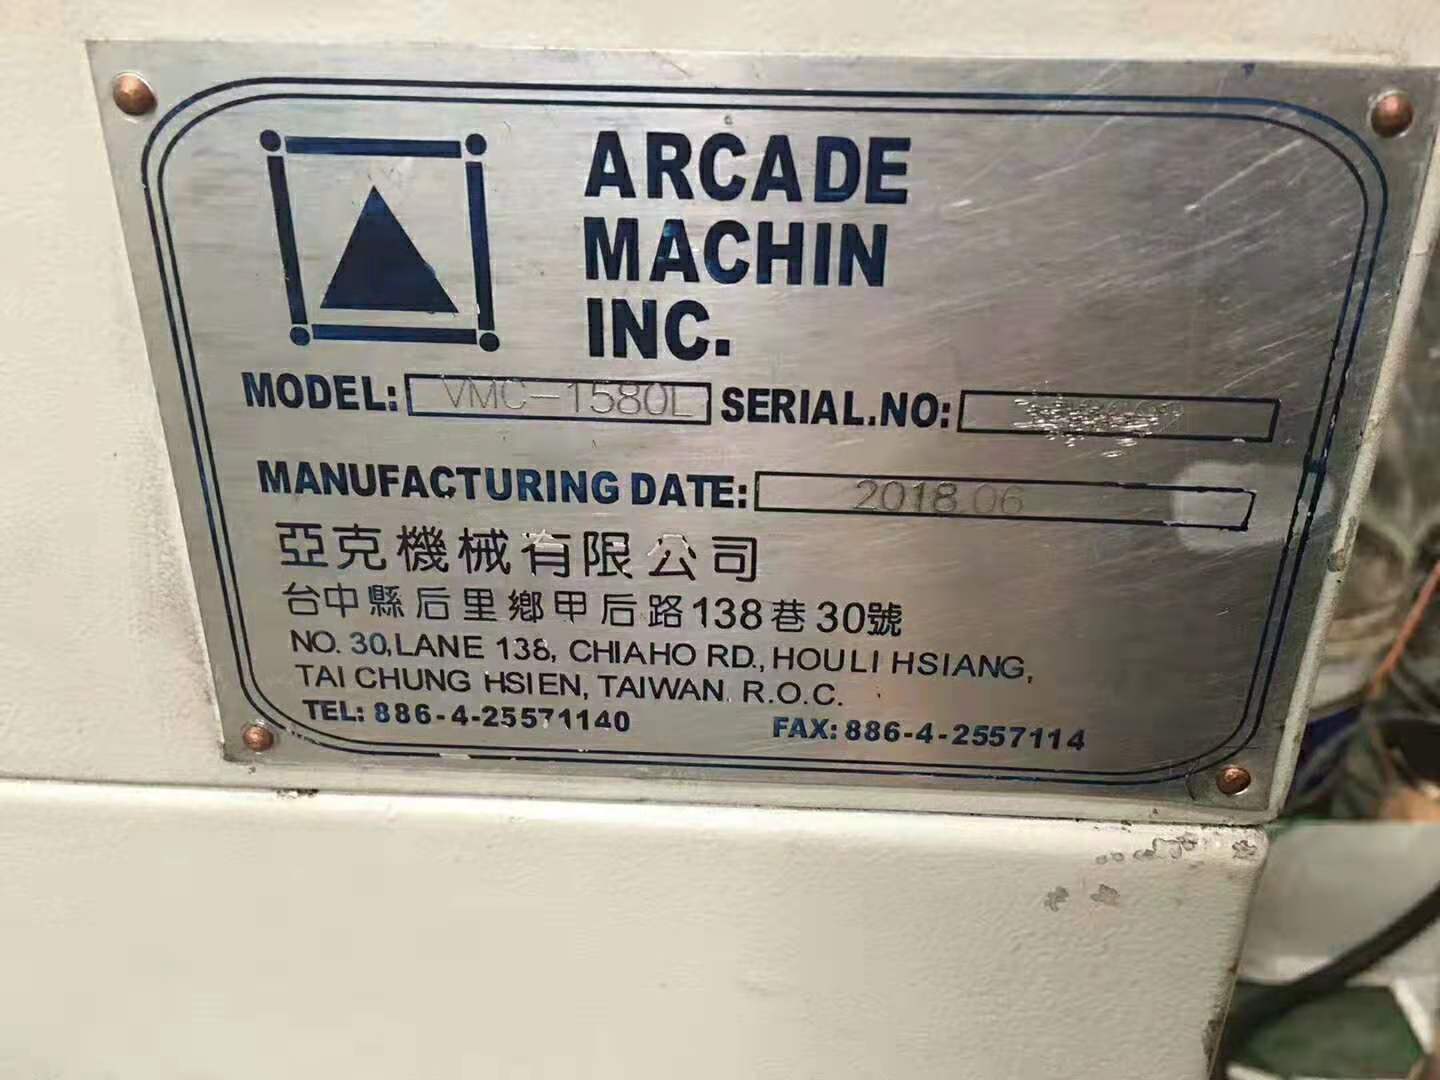 ARCADE
MACHIN
INC.
MODEL: VMC-1580L SERIAL.NO:
MANUFACTURING DATE: 2018.06
亞克機械有限公司
台中縣后里鄉甲后路138巷30號
NO. 30,LANE 138, CHIAHO RD.,HOULI HSIANG,
TAI CHUNG HSIEN, TAIWAN. R.O.C.
TEL: 886-4-25571140 FAX: 886-4-2557114